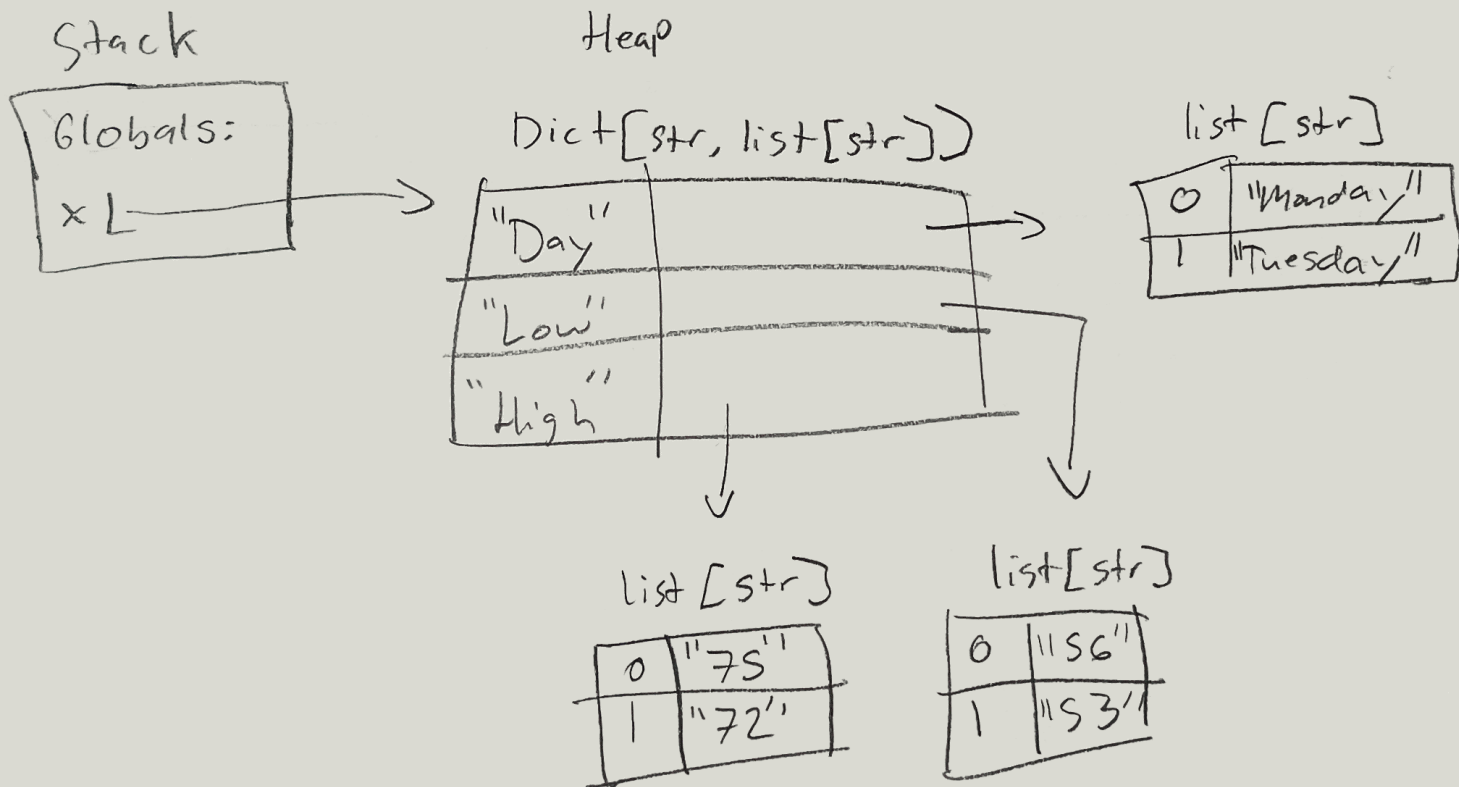 Stack
Heap
Globals:
x
Dict[str, list[str]]
"Day"
"Low"
"High"
list[str]
0 "Monday"
1 "Tuesday"
list[str]
0 "75"
1 "72"
list[str]
0 "56"
1 "53"